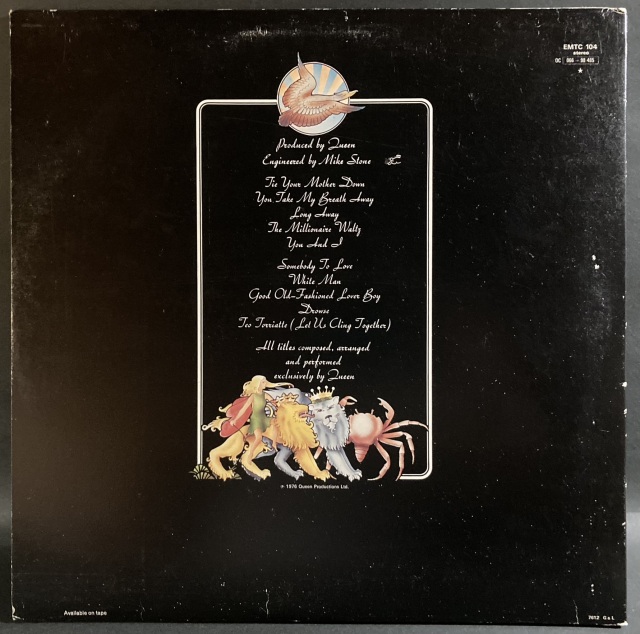 EMTC 104
stereo
OC 066 - 98 485
Produced by Queen
Engineered by Mike Stone
Tie Your Mother Down
You Take My Breath Away
Long Away
The Millionaire Waltz
You And I
Somebody To Love
White Man
Good Old-Fashioned Lover Boy
Drowse
Teo Torriatte (Let Us Cling Together)
All titles composed, arranged
and performed
exclusively by Queen
℗ 1976 Queen Productions Ltd.
Available on tape
7612 G & L